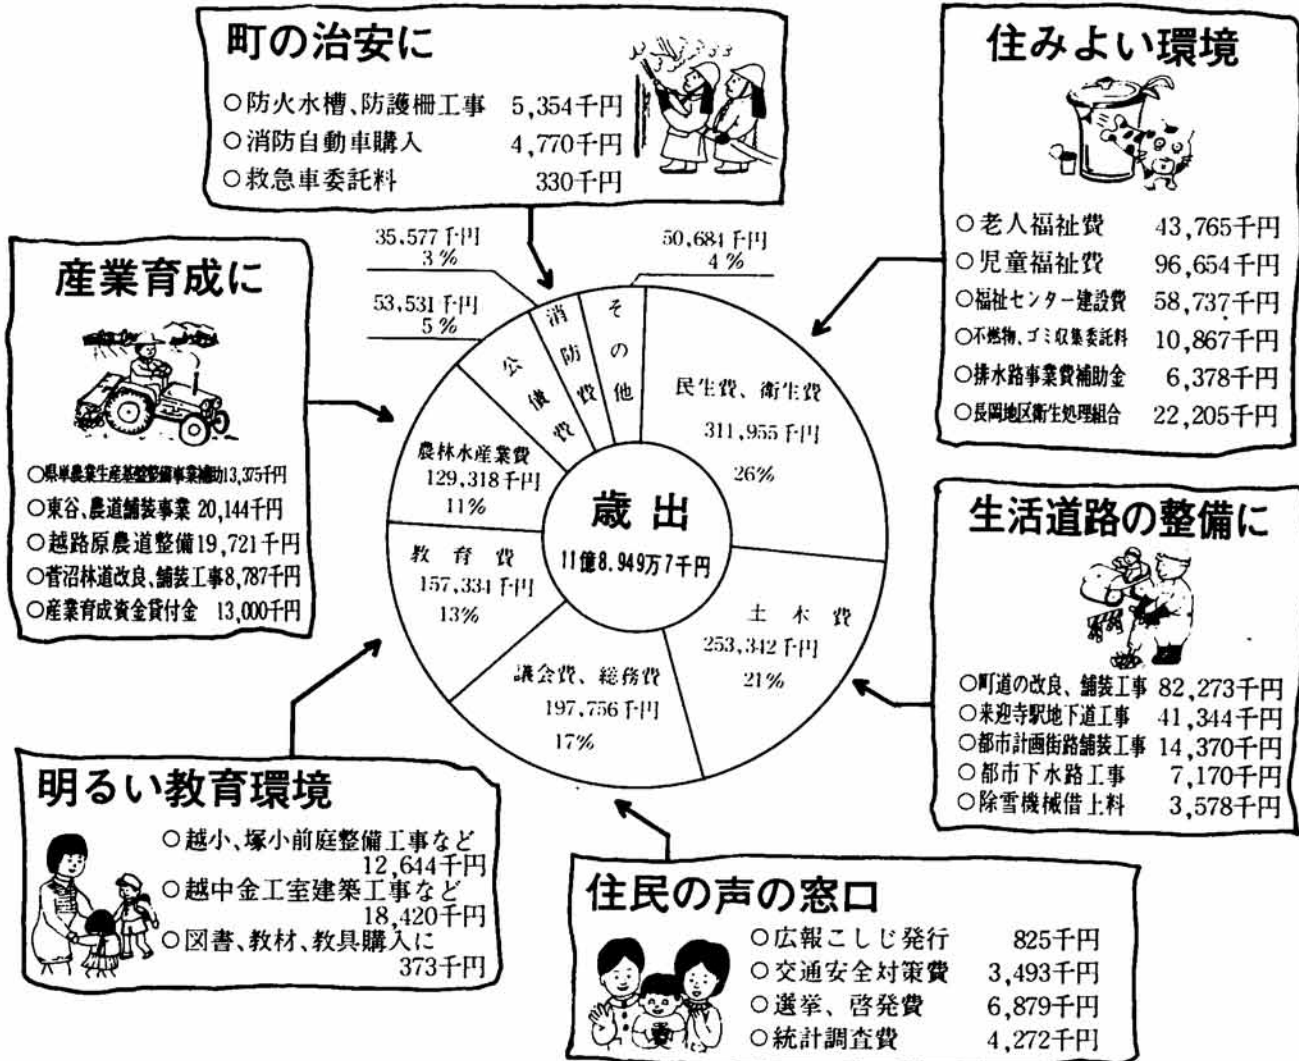 町の治安に
○防火水槽、防護柵工事 5,354千円
○消防自動車購入 4,770千円
○救急車委託料 330千円
住みよい環境
○老人福祉費 43,765千円
○児童福祉費 96,654千円
○福祉センター建設費 58,737千円
○不燃物、ゴミ収集委託料 10,867千円
○排水路事業費補助金 6,378千円
○長岡地区衛生処理組合 22,205千円
産業育成に
○県単農業生産基盤整備事業補助13,375千円
○東谷、農道舗装事業 20,144千円
○越路原農道整備19,721千円
○菅沼林道改良、舗装工事8,787千円
○産業育成資金貸付金 13,000千円
35,577千円
3%
50,684千円
4%
53,531千円
5%
消防費
その他
公債費
民生費、衛生費
311,955千円
26%
農林水産業費
129,318千円
11%
歳出
11億8.949万7千円
教育費
157,334千円
13%
土木費
253,342千円
21%
議会費、総務費
197,756千円
17%
生活道路の整備に
○町道の改良、舗装工事 82,273千円
○来迎寺駅地下道工事 41,344千円
○都市計画街路舗装工事 14,370千円
○都市下水路工事 7,170千円
○除雪機械借上料 3,578千円
明るい教育環境
○越小、塚小前庭整備工事など
12,644千円
○越中金工室建築工事など
18,420千円
○図書、教材、教具購入に
373千円
住民の声の窓口
○広報こしじ発行 825千円
○交通安全対策費 3,493千円
○選挙、啓発費 6,879千円
○統計調査費 4,272千円